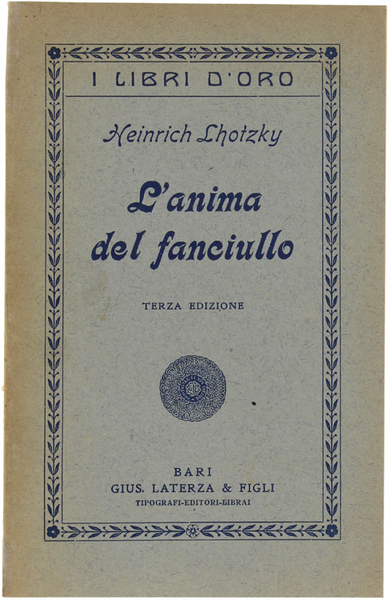 I LIBRI D'ORO
Heinrich Lhotzky
L'anima
del fanciullo
TERZA EDIZIONE
BARI
GIUS. LATERZA & FIGLI
TIPOGRAFI-EDITORI-LIBRAI